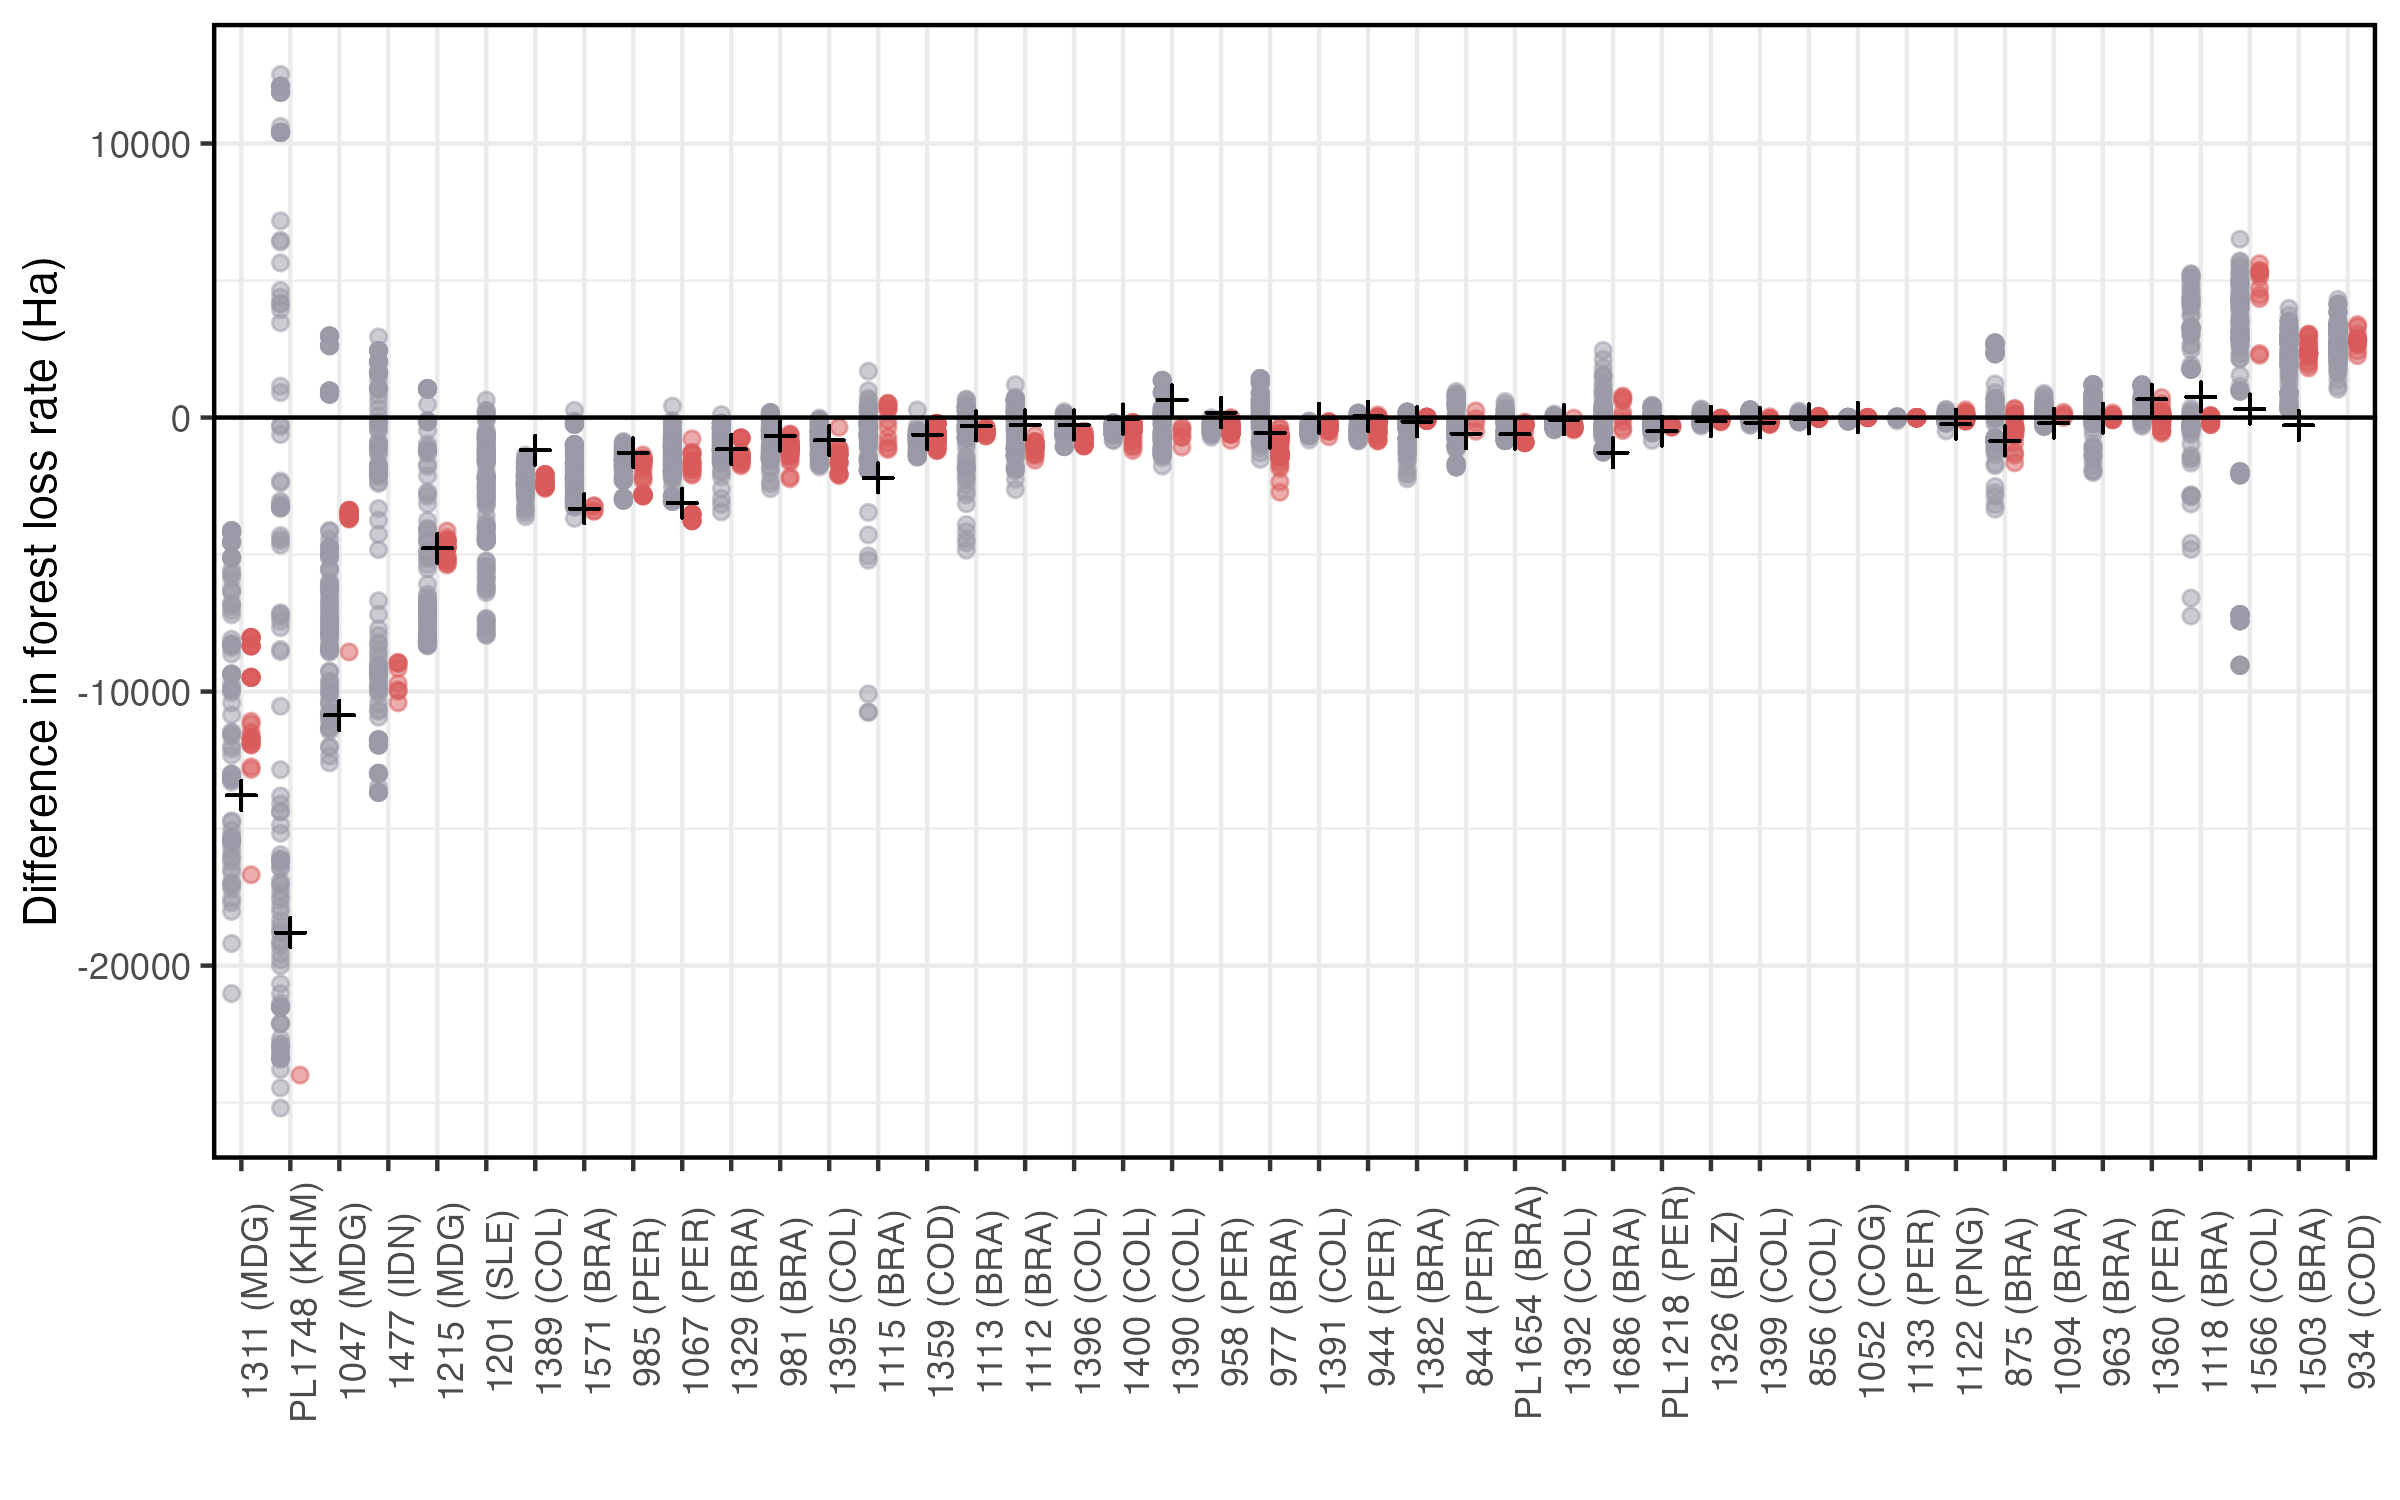 Difference in forest loss rate (Ha)
10000
0
-10000
-20000
1311 (MDG)
PL1748 (KHM)
1047 (MDG)
1477 (IDN)
1215 (MDG)
1201 (SLE)
1389 (COL)
1571 (BRA)
985 (PER)
1067 (PER)
1329 (BRA)
981 (BRA)
1395 (COL)
1115 (BRA)
1359 (COD)
1113 (BRA)
1112 (BRA)
1396 (COL)
1400 (COL)
1390 (COL)
958 (PER)
977 (BRA)
1391 (COL)
944 (PER)
1382 (BRA)
844 (PER)
PL1654 (BRA)
1392 (COL)
1686 (BRA)
PL1218 (PER)
1326 (BLZ)
1399 (COL)
856 (COL)
1052 (COG)
1133 (PER)
1122 (PNG)
875 (BRA)
1094 (BRA)
963 (BRA)
1360 (PER)
1118 (BRA)
1566 (COL)
1503 (BRA)
934 (COD)